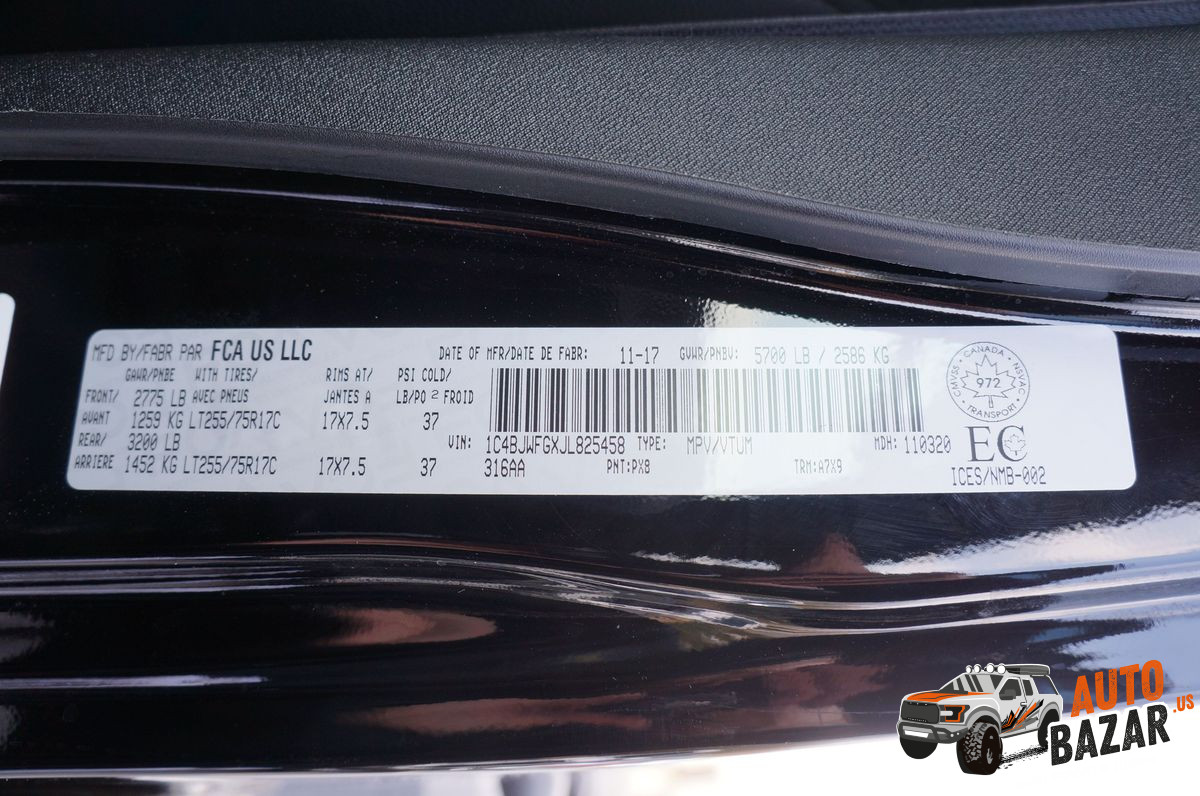 MFD BY/FABR PAR FCA US LLC DATE OF MFR/DATE DE FABR: 11-17 GVWR/PNBV: 5700 LB / 2586 KG
GAWR/PNBE WITH TIRES/ RIMS AT/ PSI COLD/
FRONT/ 2775 LB AVEC PNEUS JANTES A LB/PO² FROID
AVANT 1259 KG LT255/75R17C 17X7.5 37
REAR/ 3200 LB VIN: 1C4BJWFGXJL825458 TYPE: MPV/VTUM MDH: 110320
ARRIERE 1452 KG LT255/75R17C 17X7.5 37 316AA PNT:PX8 TRM:A7X9
CMVSS CANADA NSVAC
972
TRANSPORT
EC
ICES/NMB-002
AUTO
BAZAR.US